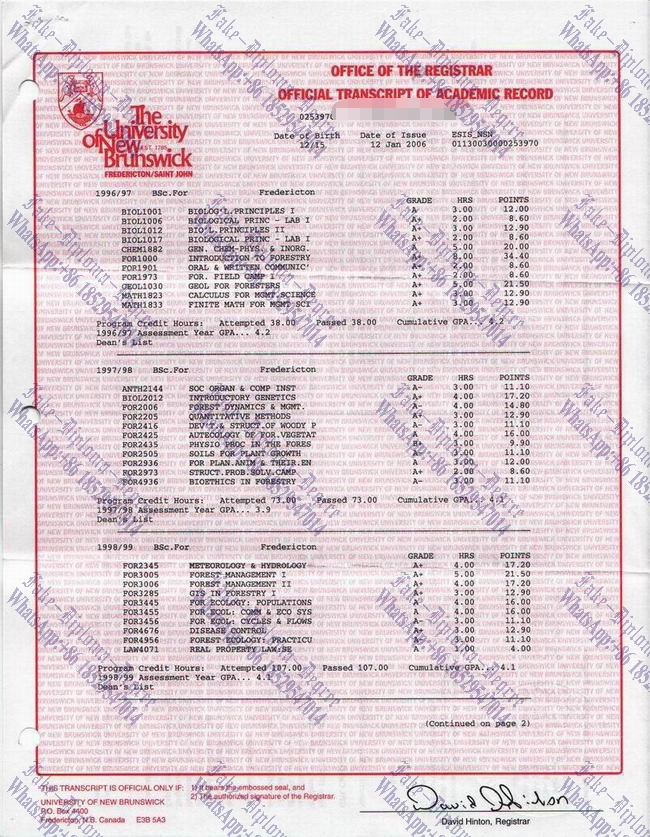 OFFICE OF THE REGISTRAR
OFFICIAL TRANSCRIPT OF ACADEMIC RECORD
The University of New Brunswick
EST. 1785
FREDERICTON/SAINT JOHN
Date of Birth Date of Issue ESIS_NSN
12/15 12 Jan 2006 01130030000253970
1996/97 BSc.For Fredericton
GRADE HRS POINTS
BIOL1001 BIOLOG'L PRINCIPLES I A 3.00 12.00
BIOL1006 BIOLOGICAL PRINC - LAB I A+ 2.00 8.60
BIOL1012 BIO'L PRINCIPLES II A+ 3.00 12.90
BIOL1017 BIOLOGICAL PRINC - LAB I A+ 2.00 8.60
CHEM1882 GEN. CHEM-PHYS. & INORG. A 5.00 20.00
FOR1000 INTRODUCTION TO FORESTRY A+ 8.00 34.40
FOR1901 ORAL & WRITTEN COMMUNIC' A+ 2.00 8.60
FOR1973 FOR. FIELD CAMP I A+ 2.00 8.60
GEOL1030 GEOL FOR FORESTERS A+ 5.00 21.50
MATH1823 CALCULUS FOR MGMT.SCIENCE A+ 3.00 12.90
MATH1833 FINITE MATH FOR MGMT SCI A+ 3.00 12.90
Program Credit Hours: Attempted 38.00 Passed 38.00 Cumulative GPA... 4.2
1996/97 Assessment Year GPA... 4.2
Dean's List
1997/98 BSc.For Fredericton
GRADE HRS POINTS
ANTH2144 SOC ORGAN & COMP INST A- 3.00 11.10
BIOL2012 INTRODUCTORY GENETICS A+ 4.00 17.20
FOR2006 FOREST DYNAMICS & MGMT. A- 4.00 14.80
FOR2205 QUANTITATIVE METHODS A+ 3.00 12.90
FOR2416 DEV. & STRUCT.OF WOODY P A- 3.00 11.10
FOR2425 AUTECOLOGY OF FOR.VEGETAT A 4.00 16.00
FOR2435 PHYSIO PROC IN THE FORES B+ 3.00 9.90
FOR2505 SOILS FOR PLANT GROWTH A- 3.00 11.10
FOR2936 FOR PLAN.ANIM & THEIR.EN A 3.00 12.00
FOR2973 STRUCT.PROB.SOLV.CAMP A+ 2.00 8.60
FOR4936 BIOETHICS IN FORESTRY A- 3.00 11.10
Program Credit Hours: Attempted 73.00 Passed 73.00 Cumulative GPA... 4.1
1997/98 Assessment Year GPA... 3.9
Dean's List
1998/99 BSc.For Fredericton
GRADE HRS POINTS
FOR2345 METEOROLOGY & HYDROLOGY A+ 4.00 17.20
FOR3005 FOREST MANAGEMENT I A+ 5.00 21.50
FOR3006 FOREST MANAGEMENT II A+ 4.00 17.20
FOR3285 GIS IN FORESTRY I A+ 3.00 12.90
FOR3445 FOR ECOLOGY: POPULATIONS A 4.00 16.00
FOR3455 FOR ECOL: COMM & ECO SYS A 4.00 16.00
FOR3456 FOR ECOL: CYCLES & FLOWS A- 3.00 11.10
FOR4676 DISEASE CONTROL A+ 3.00 12.90
FOR4956 FOREST ECOLOGY: PRACTICU A- 3.00 11.10
LAW4071 REAL PROPERTY LAW:SE A 1.00 4.00
Program Credit Hours: Attempted 107.00 Passed 107.00 Cumulative GPA... 4.1
1998/99 Assessment Year GPA... 4.1
Dean's List
(Continued on page 2)
THIS TRANSCRIPT IS OFFICIAL ONLY IF: 1) It bears the embossed seal, and
2) The authorized signature of the Registrar.
UNIVERSITY OF NEW BRUNSWICK
P.O. Box 4400
Fredericton, N.B. Canada E3B 5A3
David Hinton, Registrar
Fake-Diploma-Degree
WhatsApp:+86 18529547014